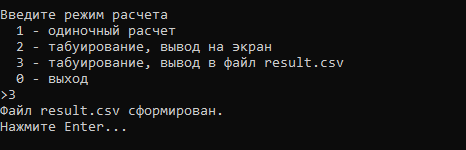 Введите режим расчета
1 - одиночный расчет
2 - табуирование, вывод на экран
3 - табуирование, вывод в файл result.csv
0 - выход
>3
Файл result.csv сформирован.
Нажмите Enter...